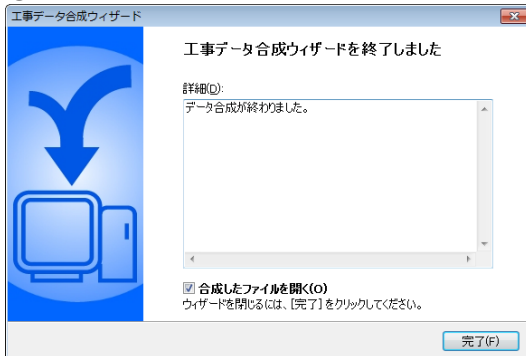 工事データ合成ウィザード
工事データ合成ウィザードを終了しました
詳細(D):
データ合成が終わりました。
合成したファイルを開く(O)
ウィザードを閉じるには、[完了]をクリックしてください。
完了(F)